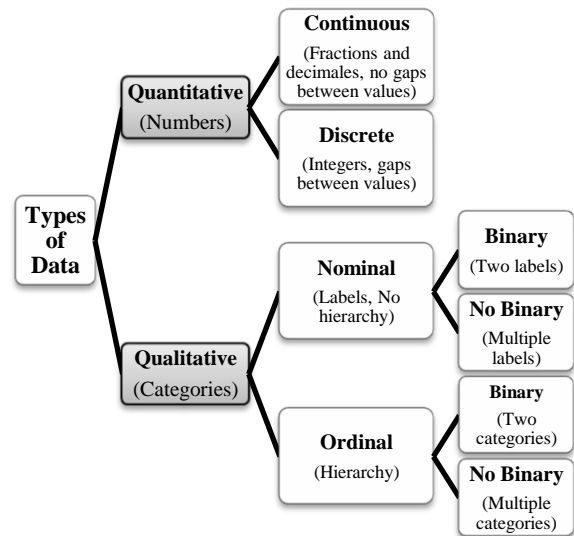 Types
of
Data
Quantitative
(Numbers)
Continuous
(Fractions and
decimales, no gaps
between values)
Discrete
(Integers, gaps
between values)
Qualitative
(Categories)
Nominal
(Labels, No
hierarchy)
Binary
(Two labels)
No Binary
(Multiple
labels)
Ordinal
(Hierarchy)
Binary
(Two
categories)
No Binary
(Multiple
categories)